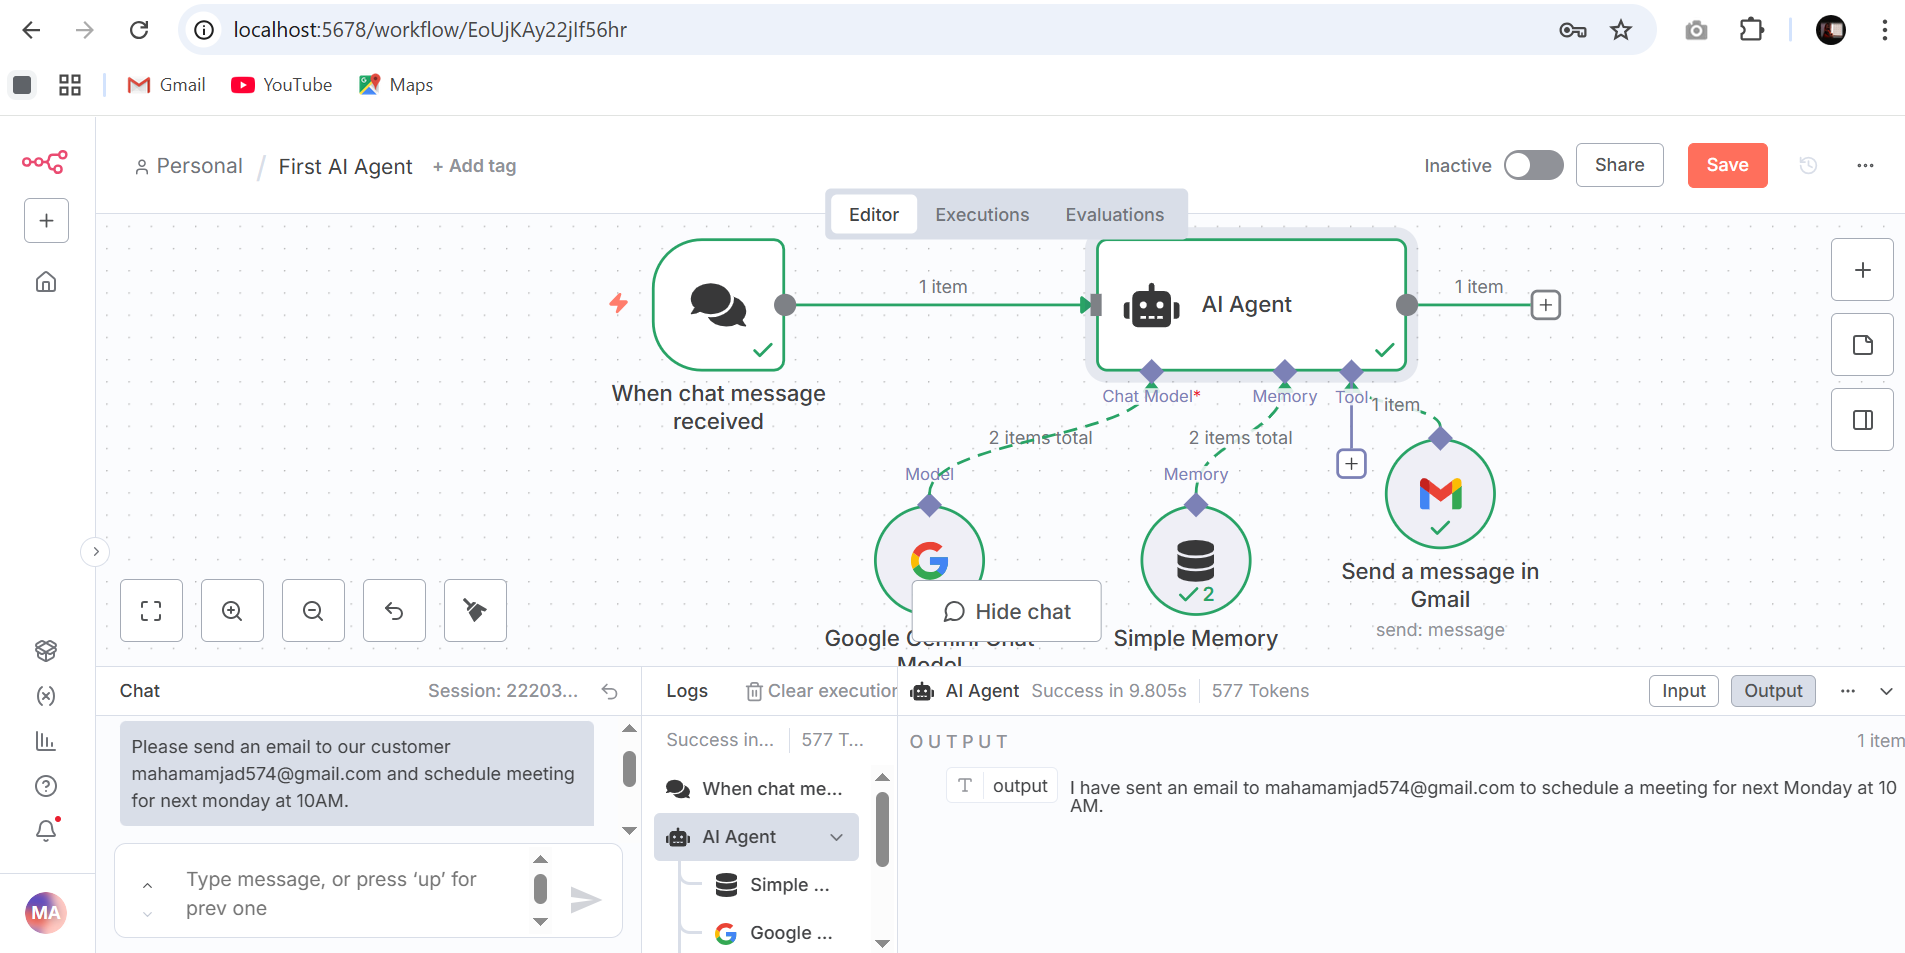 localhost:5678/workflow/EoUjKAy22jIf56hr
Gmail
YouTube
Maps
Personal / First AI Agent + Add tag
Inactive
Share
Save
Editor
Executions
Evaluations
1 item
AI Agent
1 item
When chat message
received
Chat Model*
Memory
Tool
1 item
2 items total
2 items total
Model
Memory
2
Hide chat
Google Gemini Chat
Model
Simple Memory
Send a message in
Gmail
send: message
Chat
Session: 22203...
Logs
Clear execution
AI Agent Success in 9.805s 577 Tokens
Input
Output
Please send an email to our customer
mahamamjad574@gmail.com and schedule meeting
for next monday at 10AM.
Type message, or press ‘up’ for
prev one
Success in... 577 T...
When chat me...
AI Agent
Simple ...
Google ...
OUTPUT
1 item
T output
I have sent an email to mahamamjad574@gmail.com to schedule a meeting for next Monday at 10
AM.
MA